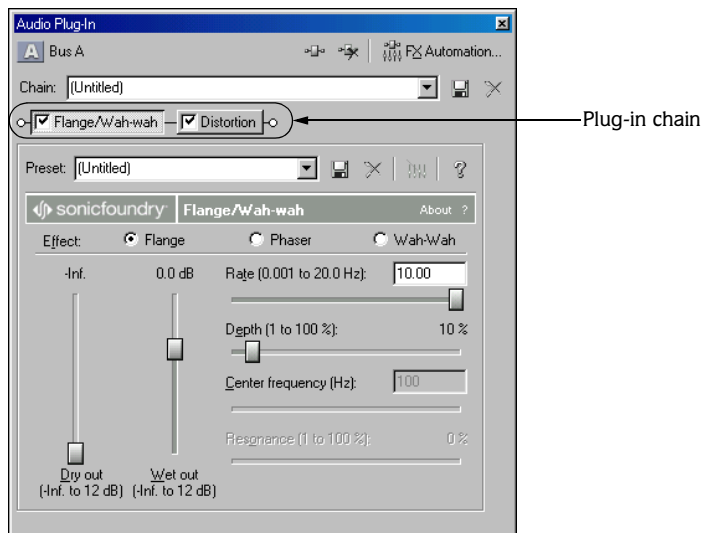 Audio Plug-In
A Bus A FX Automation...
Chain: (Untitled)
Flange/Wah-wah Distortion
Plug-in chain
Preset: (Untitled) ?
sonicfoundry Flange/Wah-wah About ?
Effect: Flange Phaser Wah-Wah
-Inf. 0.0 dB Rate (0.001 to 20.0 Hz): 10.00
Depth (1 to 100 %): 10 %
Center frequency (Hz): 100
Resonance (1 to 100 %): 0 %
Dry out Wet out
(-Inf. to 12 dB) (-Inf. to 12 dB)